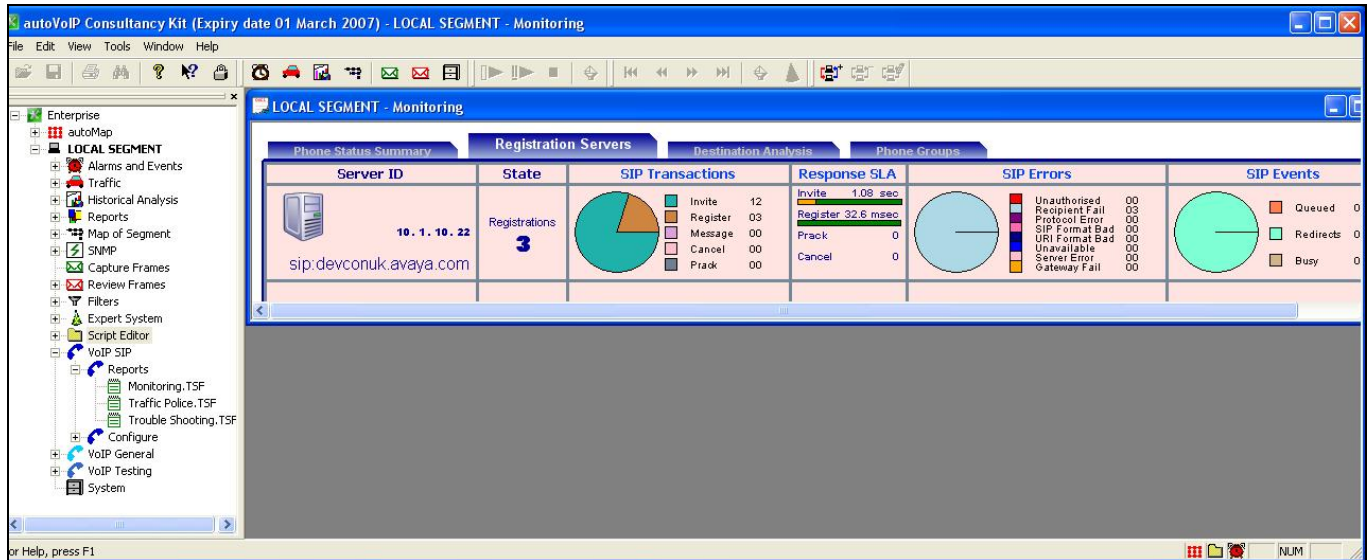 autoVoIP Consultancy Kit (Expiry date 01 March 2007) - LOCAL SEGMENT - Monitoring
File Edit View Tools Window Help
Enterprise
autoMap
LOCAL SEGMENT
Alarms and Events
Traffic
Historical Analysis
Reports
Map of Segment
SNMP
Capture Frames
Review Frames
Filters
Expert System
Script Editor
VoIP SIP
Reports
Monitoring.TSF
Traffic Police.TSF
Trouble Shooting.TSF
Configure
VoIP General
VoIP Testing
System
LOCAL SEGMENT - Monitoring
Phone Status Summary Registration Servers Destination Analysis Phone Groups
Server ID State SIP Transactions Response SLA SIP Errors SIP Events
10. 1. 10. 22
sip:devconuk.avaya.com
Registrations
3
Invite 12
Register 03
Message 00
Cancel 00
Prack 00
Invite 1.08 sec
Register 32.6 msec
Prack 0
Cancel 0
Unauthorised 00
Recipient Fail 03
Protocol Error 00
SIP Format Bad 00
URI Format Bad 00
Unavailable 00
Server Error 00
Gateway Fail 00
Queued 0
Redirects 0
Busy 0
or Help, press F1
NUM